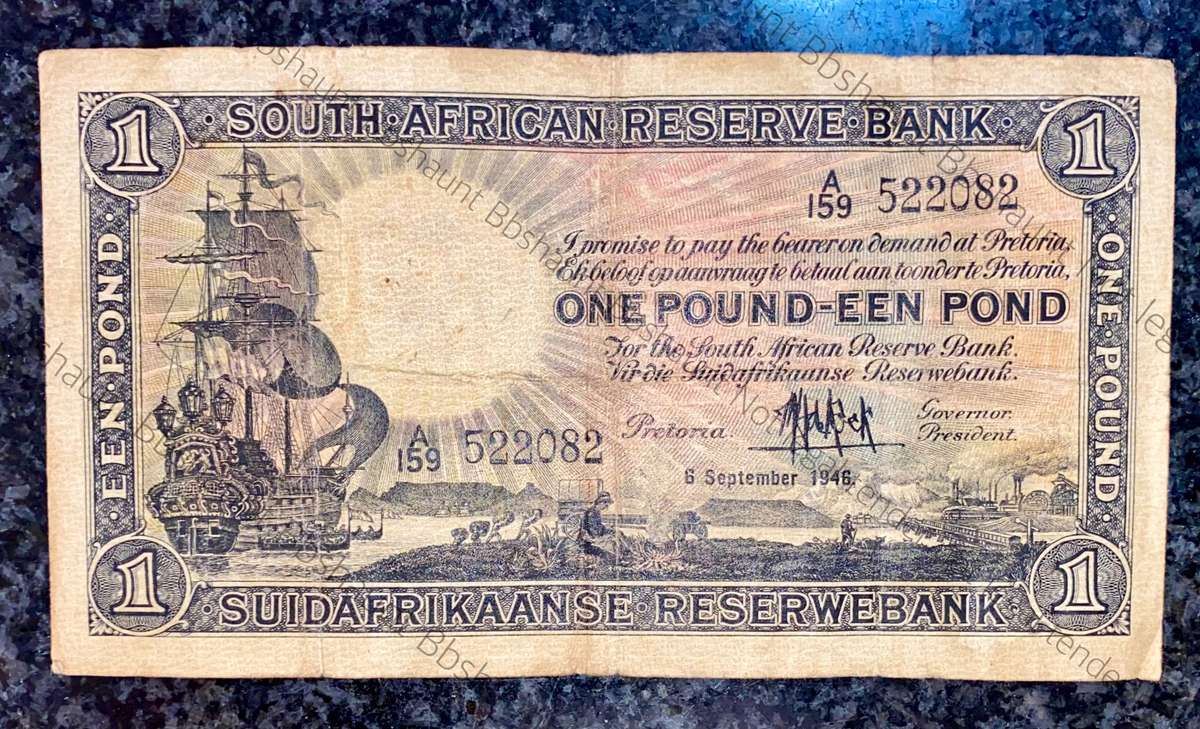 1 · SOUTH · AFRICAN · RESERVE · BANK · 1
A
159 522082
I promise to pay the bearer on demand at Pretoria,
Ek beloof op aanvraag te betaal aan toonder te Pretoria,
ONE POUND-EEN POND
For the South African Reserve Bank.
Vir die Suidafrikaanse Reserwebank.
Pretoria
Governor.
President.
A
159 522082
6 September 1946.
· EEN · POND ·
· ONE · POUND ·
1 · SUIDAFRIKAANSE · RESERWEBANK · 1
Bbshaunt Bbshaunt Bbshaunt